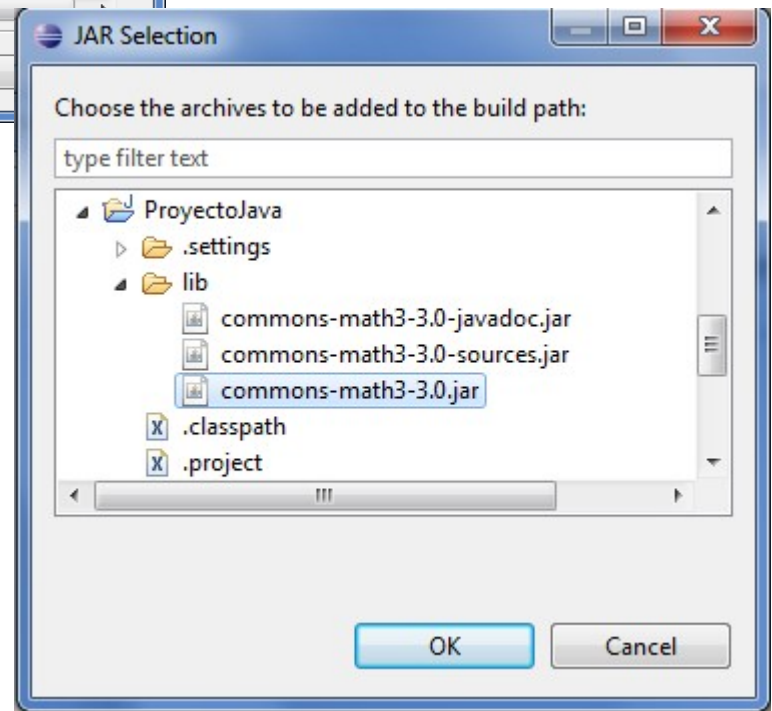 JAR Selection
Choose the archives to be added to the build path:
type filter text
ProyectoJava
.settings
lib
commons-math3-3.0-javadoc.jar
commons-math3-3.0-sources.jar
commons-math3-3.0.jar
.classpath
.project
OK Cancel